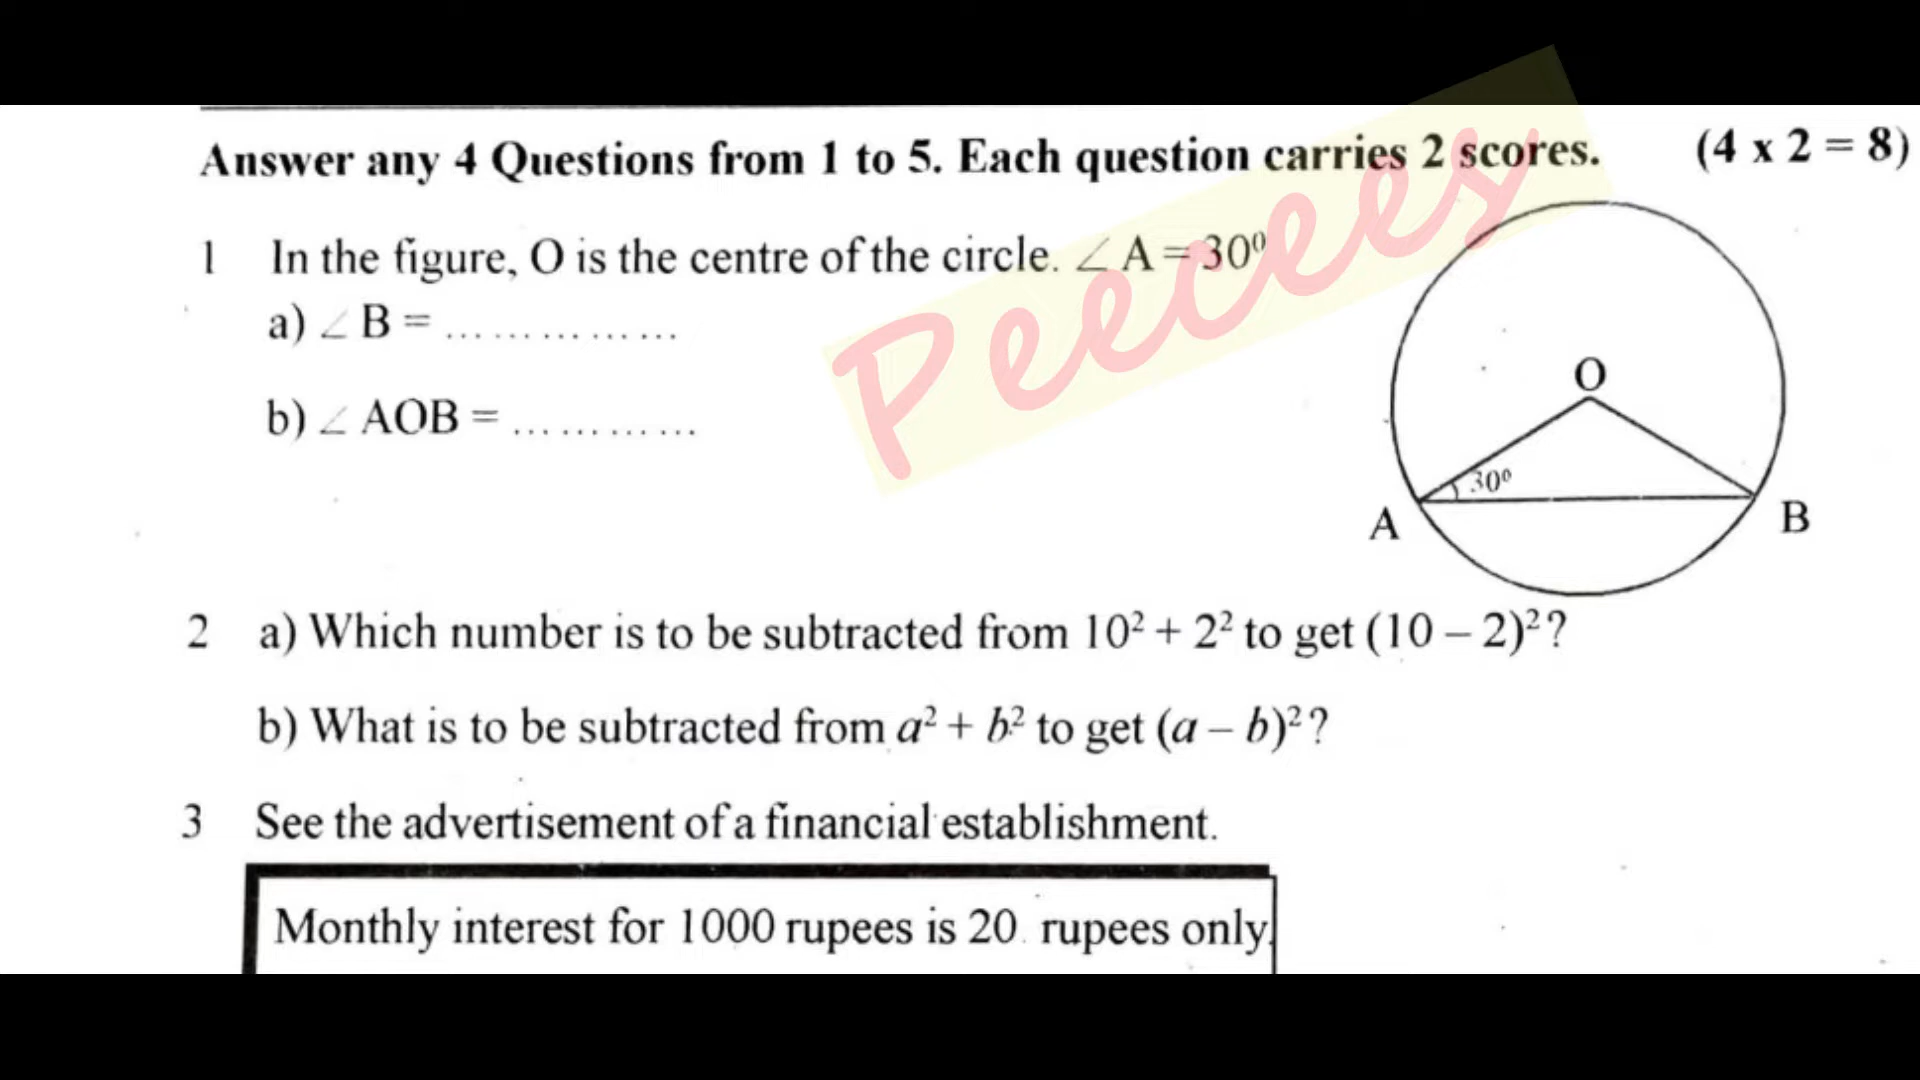 Answer any 4 Questions from 1 to 5. Each question carries 2 scores. (4 x 2 = 8)
1 In the figure, O is the centre of the circle. ∠ A = 30⁰
a) ∠ B = ……………
b) ∠ AOB = …………
O
30⁰
A
B
2 a) Which number is to be subtracted from 10² + 2² to get (10 – 2)²?
b) What is to be subtracted from a² + b² to get (a – b)²?
3 See the advertisement of a financial establishment.
Monthly interest for 1000 rupees is 20 rupees only.
Peecees